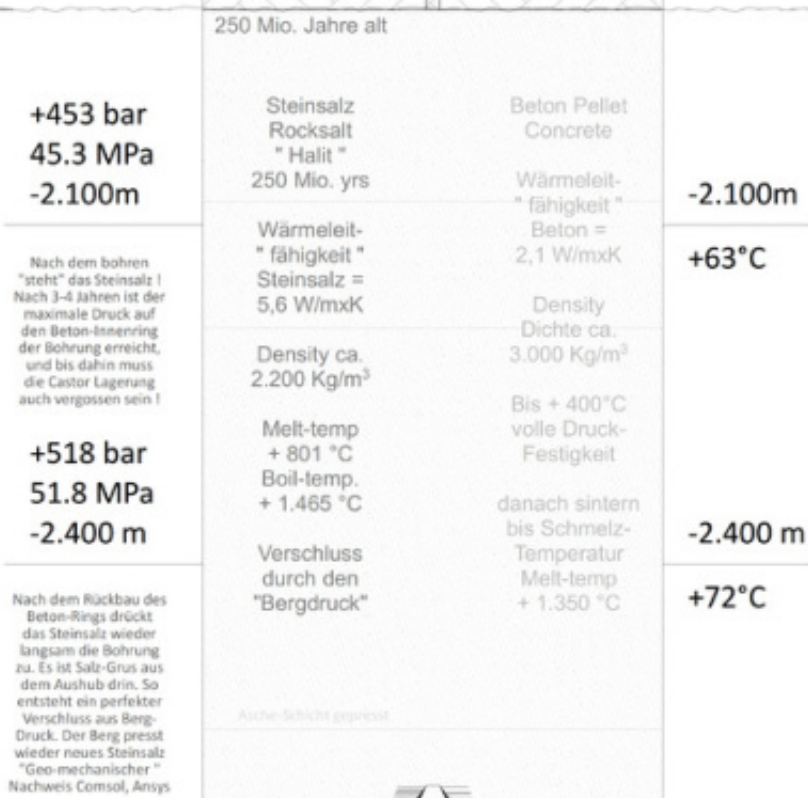 250 Mio. Jahre alt
+453 bar
45.3 MPa
-2.100m
Nach dem bohren
"steht" das Steinsalz !
Nach 3-4 Jahren ist der
maximale Druck auf
den Beton-Innenring
der Bohrung erreicht,
und bis dahin muss
die Castor Lagerung
auch vergossen sein !
+518 bar
51.8 MPa
-2.400 m
Nach dem Rückbau des
Beton-Rings drückt
das Steinsalz wieder
langsam die Bohrung
zu. Es ist Salz-Grus aus
dem Aushub drin. So
entsteht ein perfekter
Verschluss aus Berg-
Druck. Der Berg presst
wieder neues Steinsalz
"Geo-mechanischer "
Nachweis Comsol, Ansys
Steinsalz
Rocksalt
" Halit "
250 Mio. yrs
Wärmeleit-
" fähigkeit "
Steinsalz =
5,6 W/mxK
Density ca.
2.200 Kg/m³
Melt-temp
+ 801 °C
Boil-temp.
+ 1.465 °C
Verschluss
durch den
"Bergdruck"
Asche-Schicht gepresst
Beton Pellet
Concrete
Wärmeleit-
" fähigkeit "
Beton =
2,1 W/mxK
Density
Dichte ca.
3.000 Kg/m³
Bis + 400°C
volle Druck-
Festigkeit
danach sintern
bis Schmelz-
Temperatur
Melt-temp
+ 1.350 °C
-2.100m
+63°C
-2.400 m
+72°C